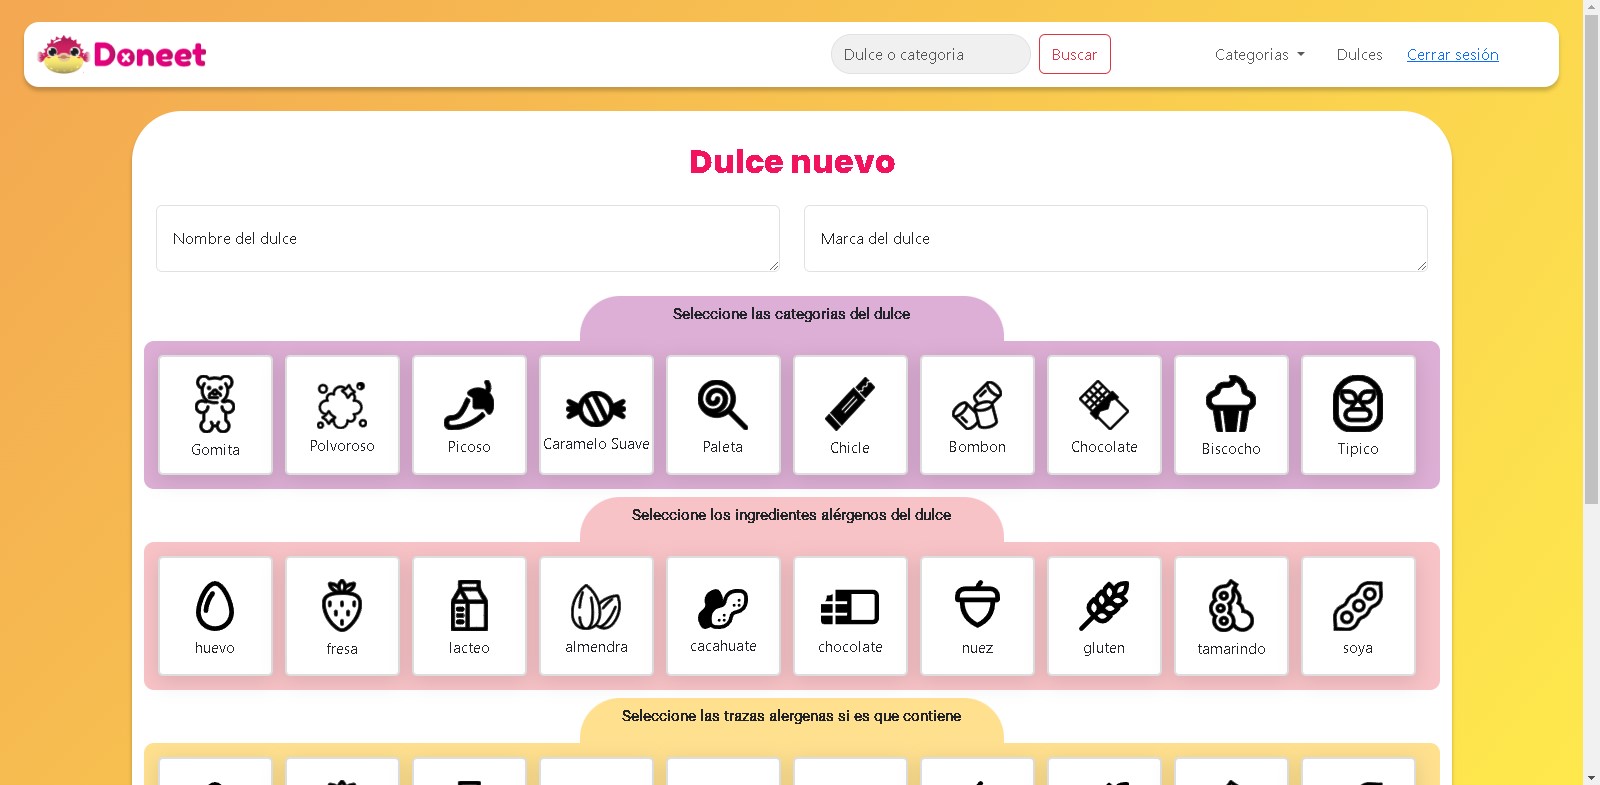 Doneet
Dulce o categoria
Buscar
Categorias
Dulces
Cerrar sesión
Dulce nuevo
Nombre del dulce
Marca del dulce
Seleccione las categorias del dulce
Gomita
Polvoroso
Picoso
Caramelo Suave
Paleta
Chicle
Bombon
Chocolate
Biscocho
Tipico
Seleccione los ingredientes alérgenos del dulce
huevo
fresa
lacteo
almendra
cacahuate
chocolate
nuez
gluten
tamarindo
soya
Seleccione las trazas alergenas si es que contiene